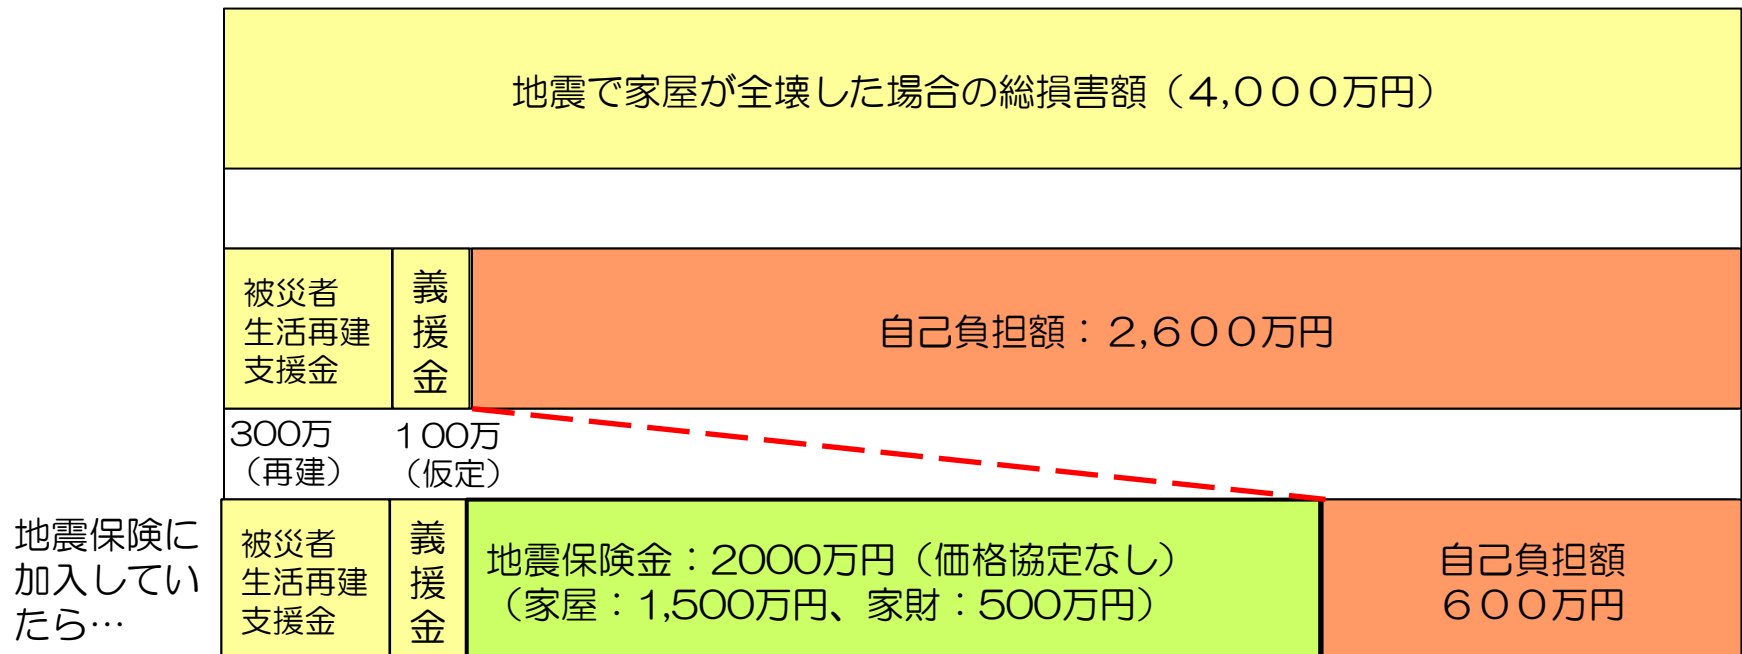 地震で家屋が全壊した場合の総損害額（4,000万円）
被災者
生活再建
支援金
義
援
金
自己負担額：2,600万円
300万
（再建）
100万
（仮定）
地震保険に
加入してい
たら…
被災者
生活再建
支援金
義
援
金
地震保険金：2000万円（価格協定なし）
（家屋：1,500万円、家財：500万円）
自己負担額
600万円